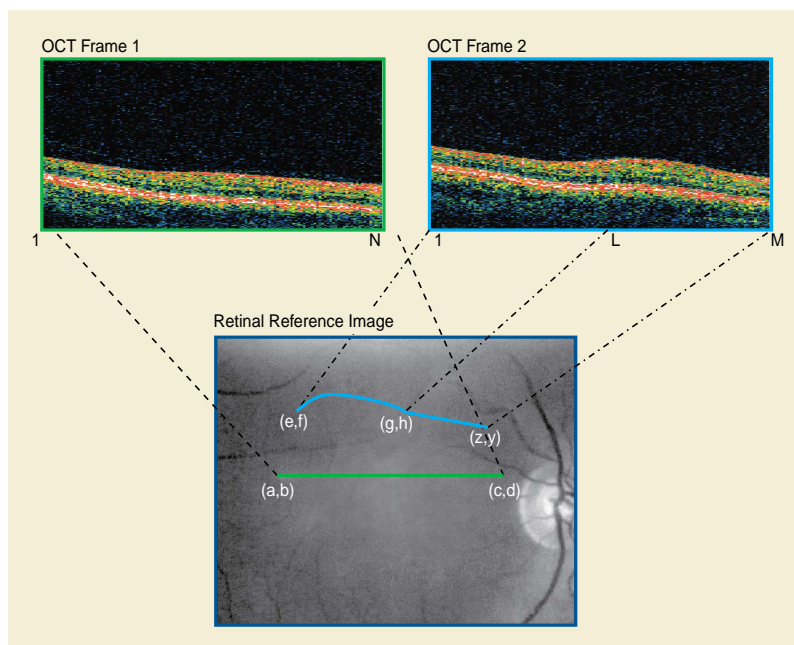 OCT Frame 1
OCT Frame 2
1
N
1
L
M
Retinal Reference Image
(e,f)
(g,h)
(z,y)
(a,b)
(c,d)